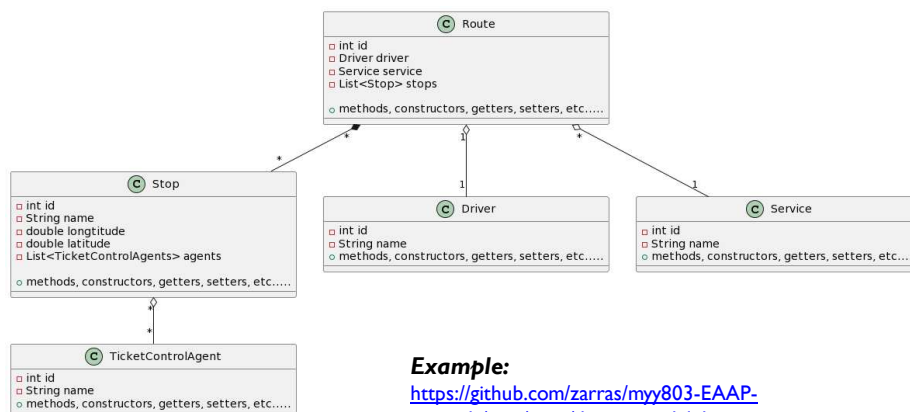 C Route
int id
Driver driver
Service service
List<Stop> stops
methods, constructors, getters, setters, etc.....
* 1 *
* 1 1
C Stop
int id
String name
double longtitude
double latitude
List<TicketControlAgents> agents
methods, constructors, getters, setters, etc.....
C Driver
int id
String name
methods, constructors, getters, setters, etc.....
C Service
int id
String name
methods, constructors, getters, setters, etc.....
*
*
C TicketControlAgent
int id
String name
methods, constructors, getters, setters, etc.....
Example:
https://github.com/zarras/myy803-EAAP-